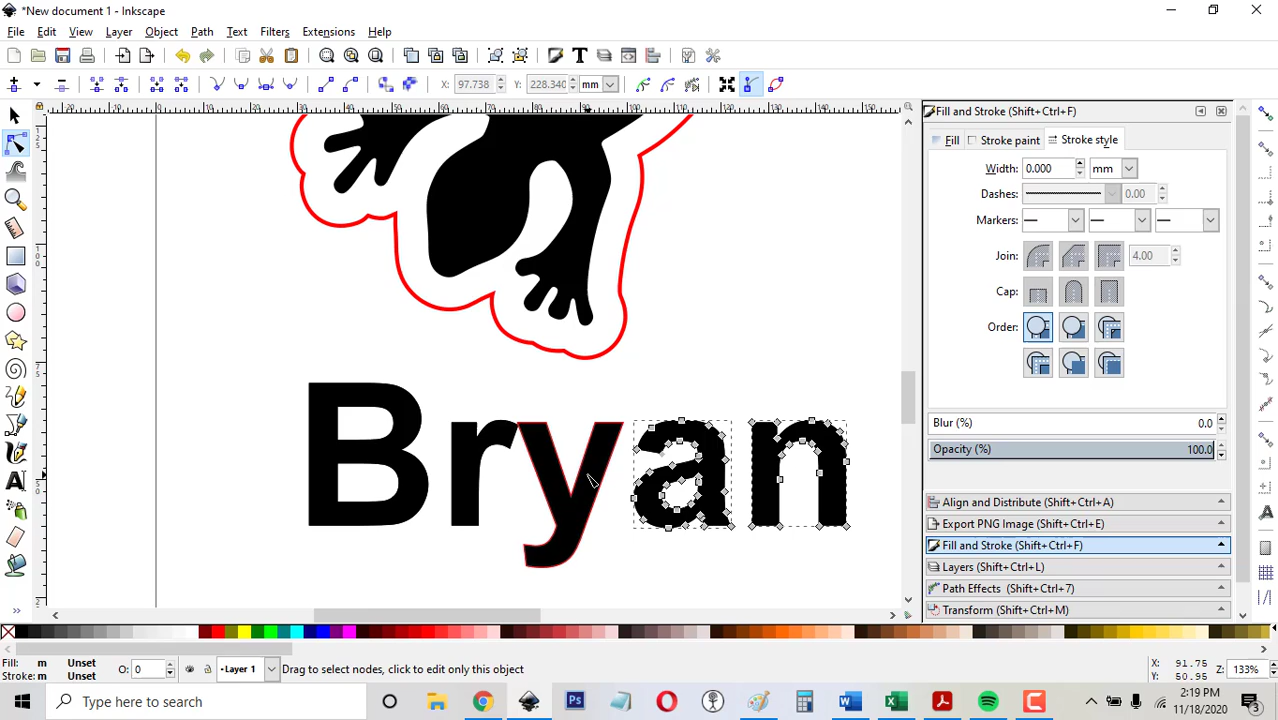 *New document 1 - Inkscape
File Edit View Layer Object Path Text Filters Extensions Help
X: 97.738 Y: 228.340 mm
Fill and Stroke (Shift+Ctrl+F)
Fill Stroke paint Stroke style
Width: 0.000 mm
Dashes: 0.00
Markers:
Join: 4.00
Cap:
Order:
Bryan
Blur (%) 0.0
Opacity (%) 100.0
Align and Distribute (Shift+Ctrl+A)
Export PNG Image (Shift+Ctrl+E)
Fill and Stroke (Shift+Ctrl+F)
Layers (Shift+Ctrl+L)
Path Effects (Shift+Ctrl+7)
Transform (Shift+Ctrl+M)
Fill: m Unset
Stroke: m Unset
O: 0
Layer 1
Drag to select nodes, click to edit only this object
X: 91.75
Y: 50.95
Z: 133%
Type here to search
2:19 PM
11/18/2020
3